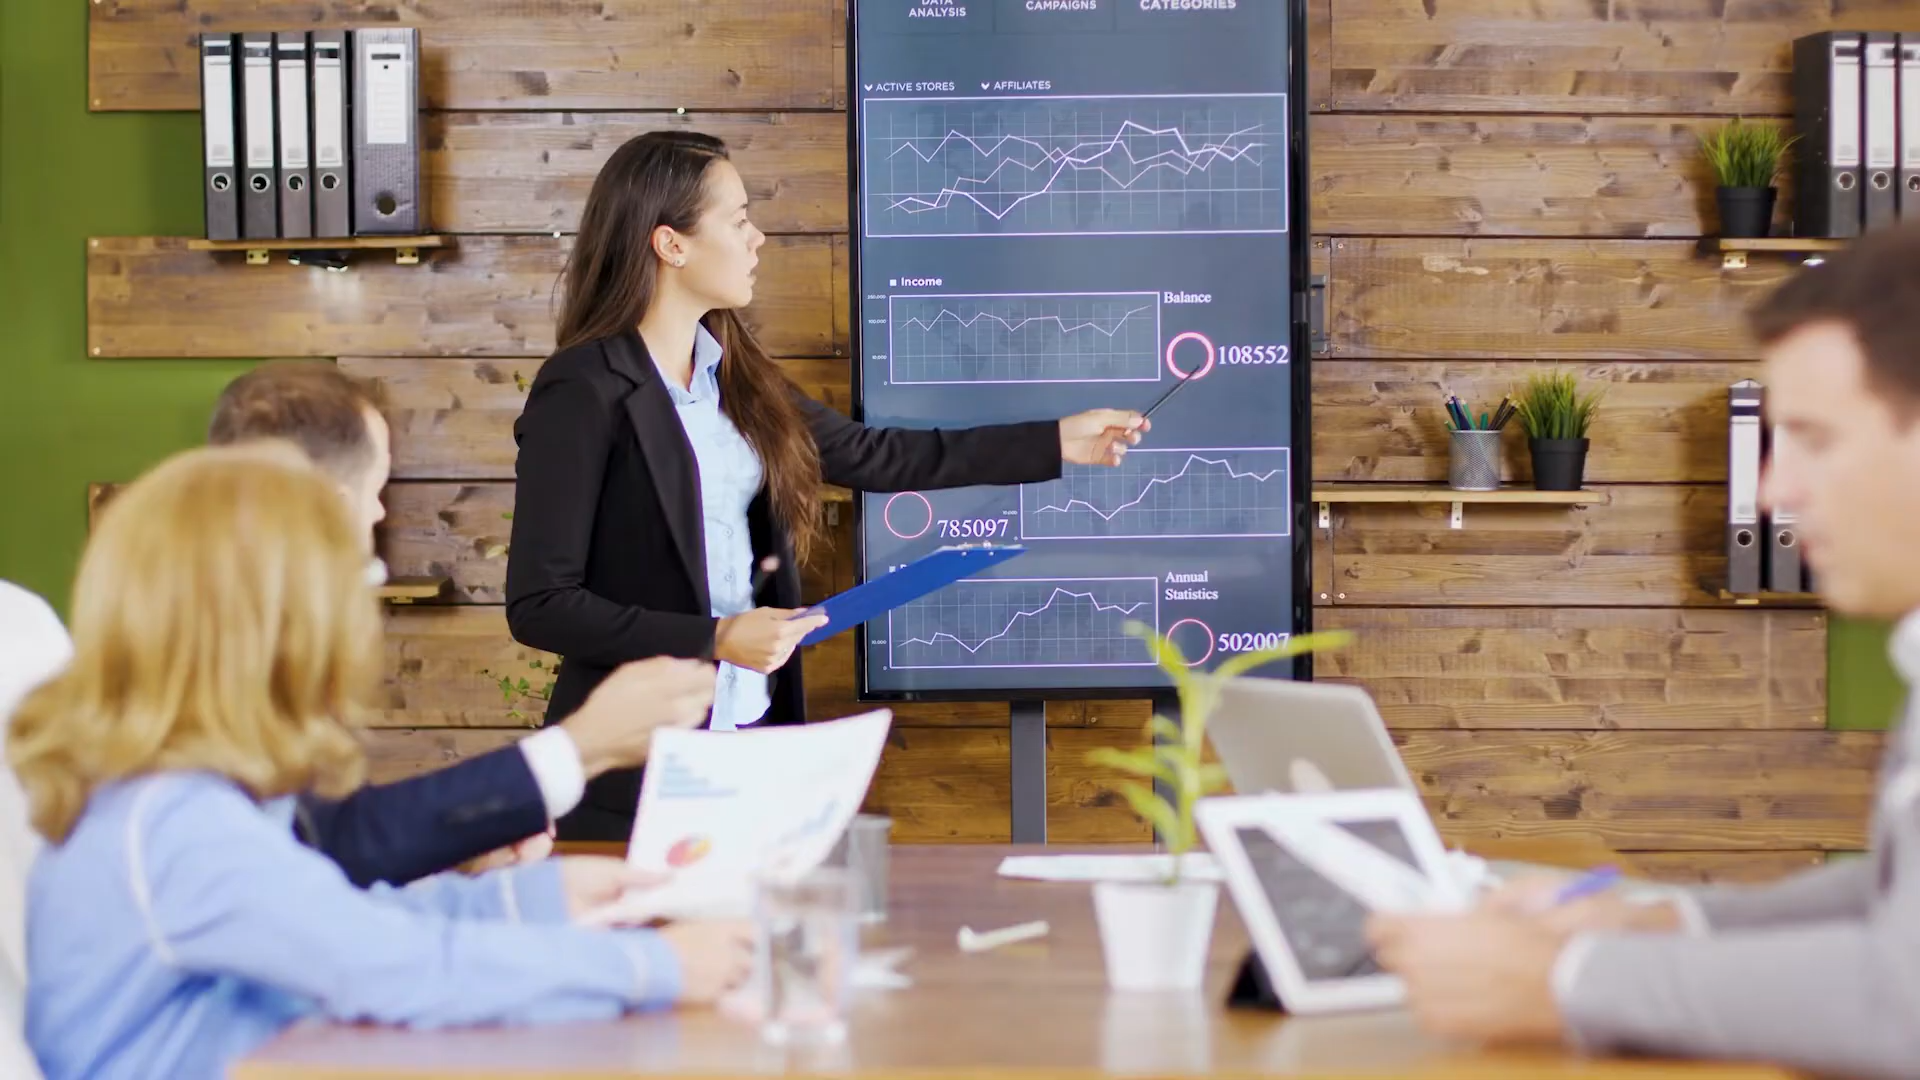 DATA
ANALYSIS
CAMPAIGNS
CATEGORIES
ACTIVE STORES
AFFILIATES
Income
Balance
108552
785097
Annual
Statistics
502007